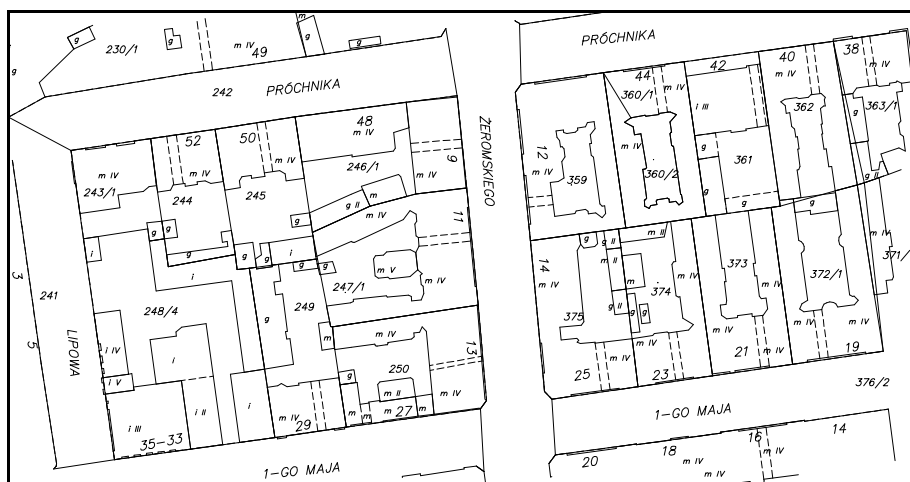 230/1
g
g
m IV
49
m
g
g
g
242
PRÓCHNIKA
PRÓCHNIKA
44
42
40
38
m IV
m IV
m IV
360/1
i III
362
363/1
g
52
50
48
m IV
m IV
m IV
m IV
243/1
244
245
246/1
9
m IV
ŻEROMSKIEGO
12
m IV
359
m IV
360/2
g
361
g
g
g II
g II
m
m IV
g
11
m IV
g
g
g
g
g
i
i
g
i
m V
247/1
249
m IV
3
241
5
LIPOWA
248/4
g
i IV
i V
i
i
i II
i III
35-33
m
m IV
g
250
m II
13
m IV
m IV
29
m
m
m IV
27
m
14
m IV
g
g II
m II
m II
m
g II
g
g
375
374
m IV
373
m IV
g
372/1
m IV
m IV
371/
m IV
25
m IV
23
21
m IV
m IV
19
376/2
1-GO MAJA
1-GO MAJA
20
18
16
14
m IV
m IV